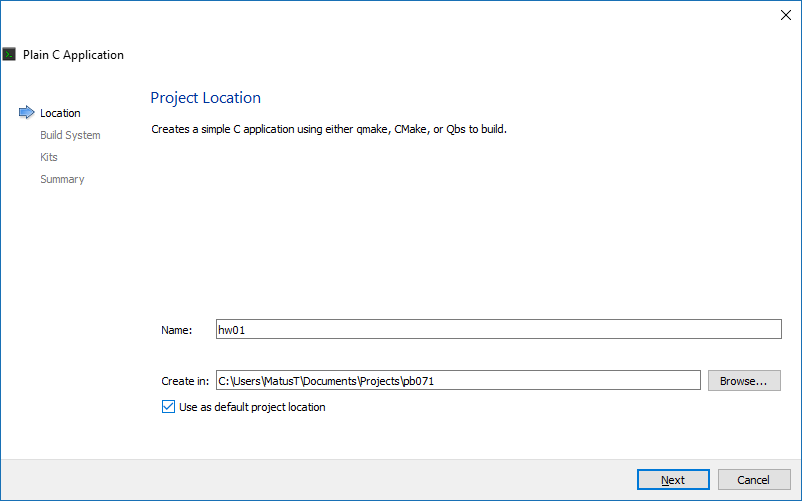 Plain C Application
Location
Build System
Kits
Summary
Project Location
Creates a simple C application using either qmake, CMake, or Qbs to build.
Name: hw01
Create in: C:\Users\MatusT\Documents\Projects\pb071 Browse...
Use as default project location
Next Cancel